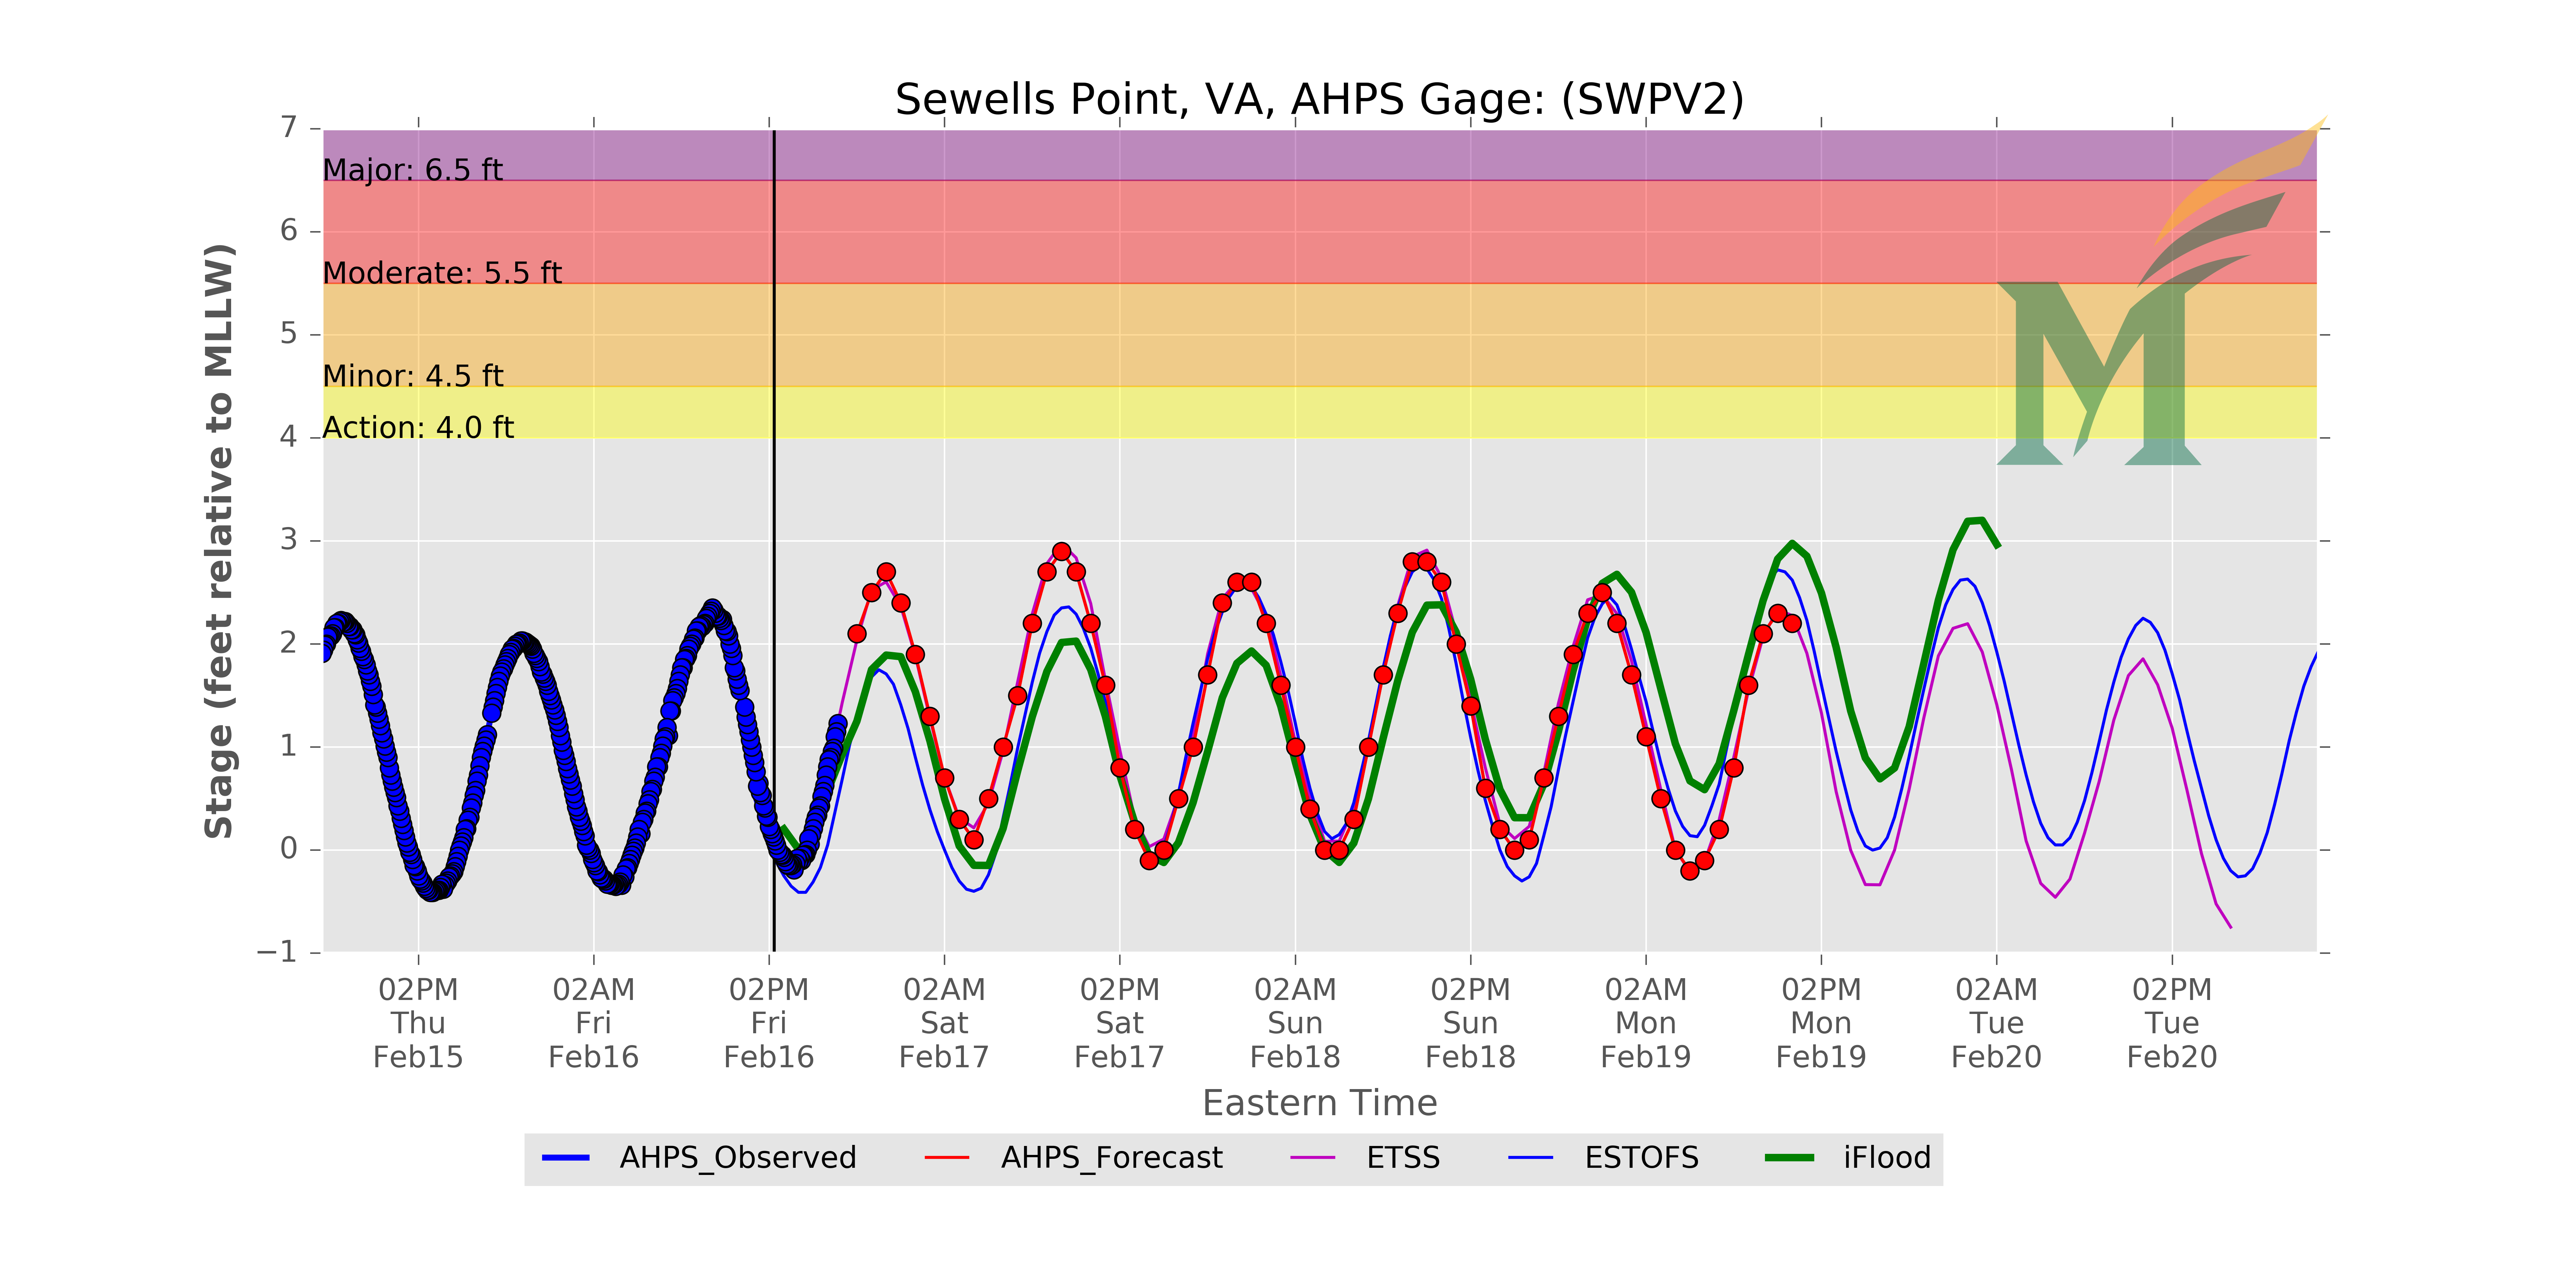 Sewells Point, VA, AHPS Gage: (SWPV2)
7
Major: 6.5 ft
6
Moderate: 5.5 ft
5
Minor: 4.5 ft
Action: 4.0 ft
4
3
2
1
0
−1
Stage (feet relative to MLLW)
02PM 02AM 02PM 02AM 02PM 02AM 02PM 02AM 02PM 02AM 02PM
Thu Fri Fri Sat Sat Sun Sun Mon Mon Tue Tue
Feb15 Feb16 Feb16 Feb17 Feb17 Feb18 Feb18 Feb19 Feb19 Feb20 Feb20
Eastern Time
AHPS_Observed AHPS_Forecast ETSS ESTOFS iFlood
M